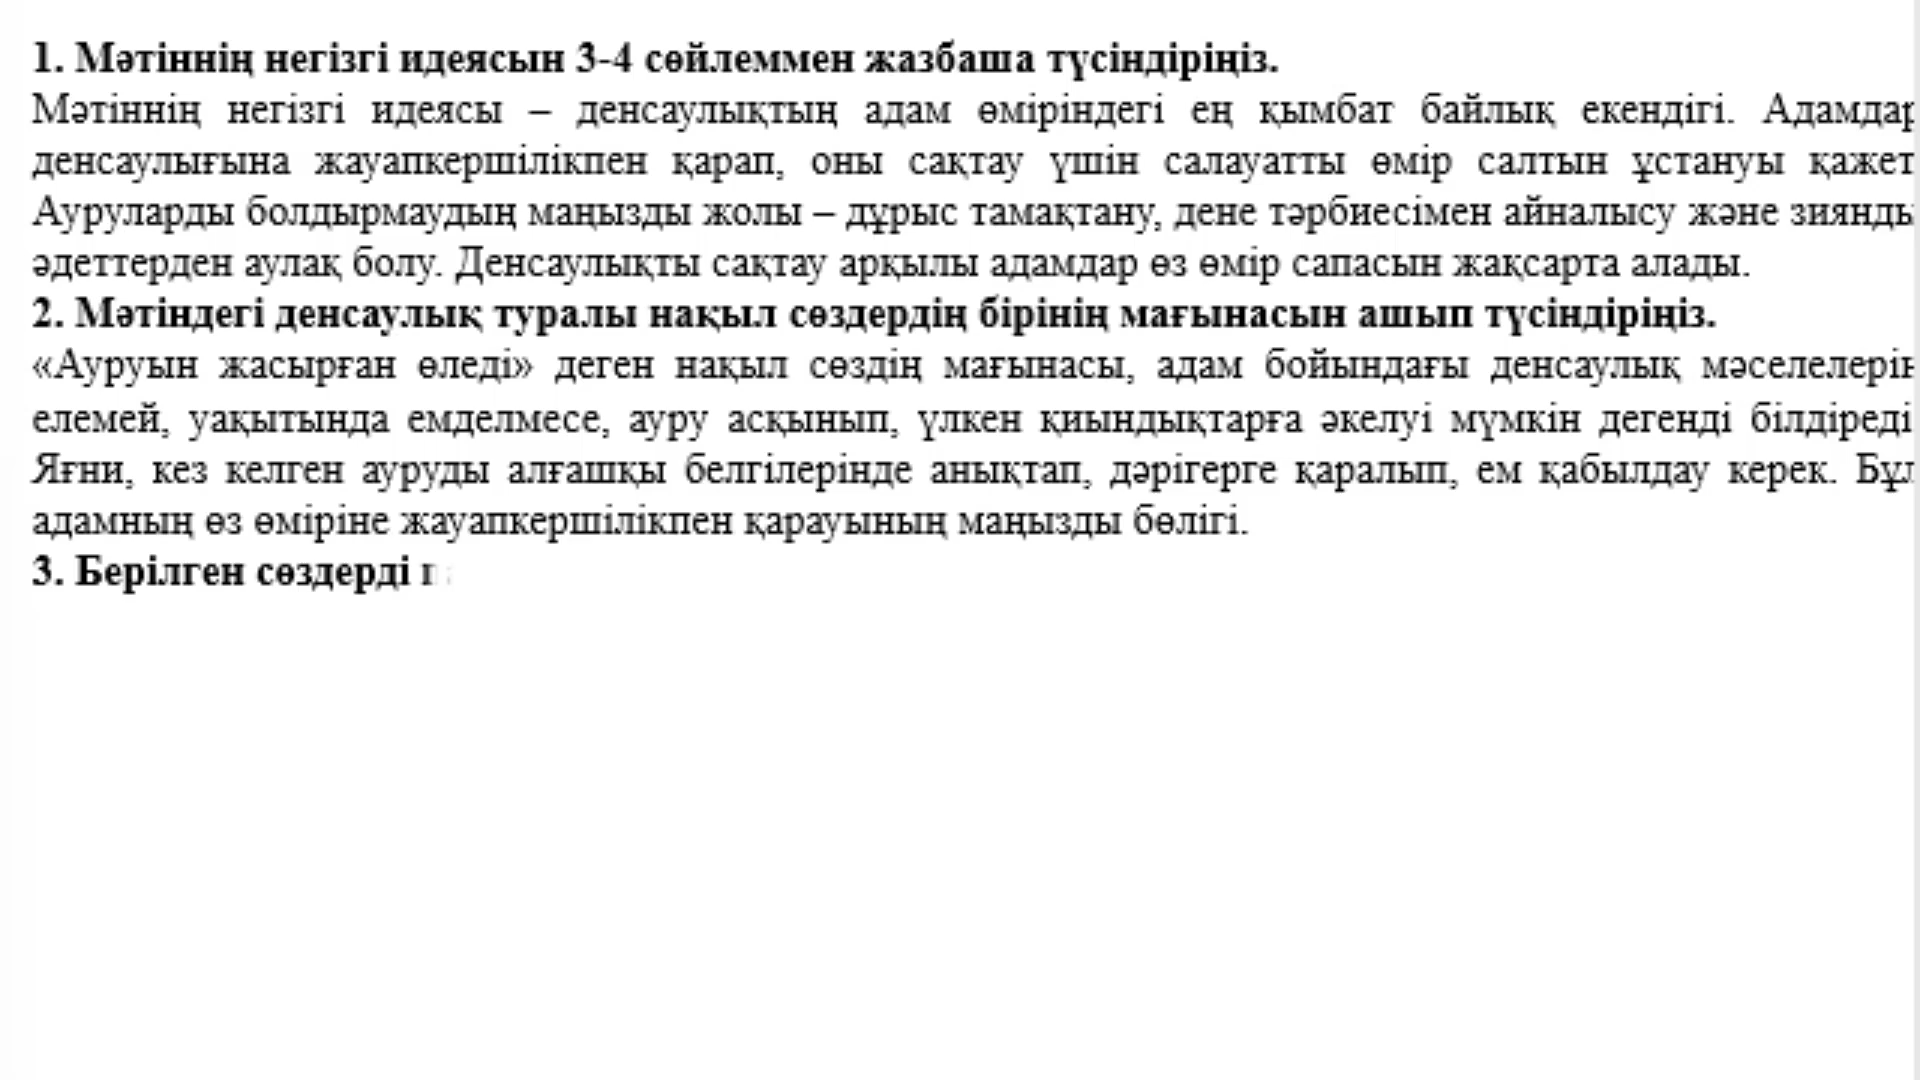 1. Мәтіннің негізгі идеясын 3-4 сөйлеммен жазбаша түсіндіріңіз.
Мәтіннің негізгі идеясы – денсаулықтың адам өміріндегі ең қымбат байлық екендігі. Адамдар
денсаулығына жауапкершілікпен қарап, оны сақтау үшін салауатты өмір салтын ұстануы қажет
Ауруларды болдырмаудың маңызды жолы – дұрыс тамақтану, дене тәрбиесімен айналысу және зиянды
әдеттерден аулақ болу. Денсаулықты сақтау арқылы адамдар өз өмір сапасын жақсарта алады.
2. Мәтіндегі денсаулық туралы нақыл сөздердің бірінің мағынасын ашып түсіндіріңіз.
«Ауруын жасырған өледі» деген нақыл сөздің мағынасы, адам бойындағы денсаулық мәселелерін
елемей, уақытында емделмесе, ауру асқынып, үлкен қиындықтарға әкелуі мүмкін дегенді білдіреді
Яғни, кез келген ауруды алғашқы белгілерінде анықтап, дәрігерге қаралып, ем қабылдау керек. Бұл
адамның өз өміріне жауапкершілікпен қарауының маңызды бөлігі.
3. Берілген сөздерді